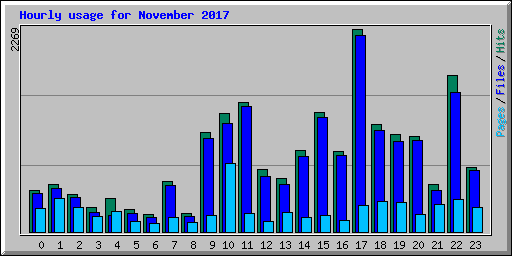 Hourly usage for November 2017
2269
Pages / Files / Hits
0 1 2 3 4 5 6 7 8 9 10 11 12 13 14 15 16 17 18 19 20 21 22 23